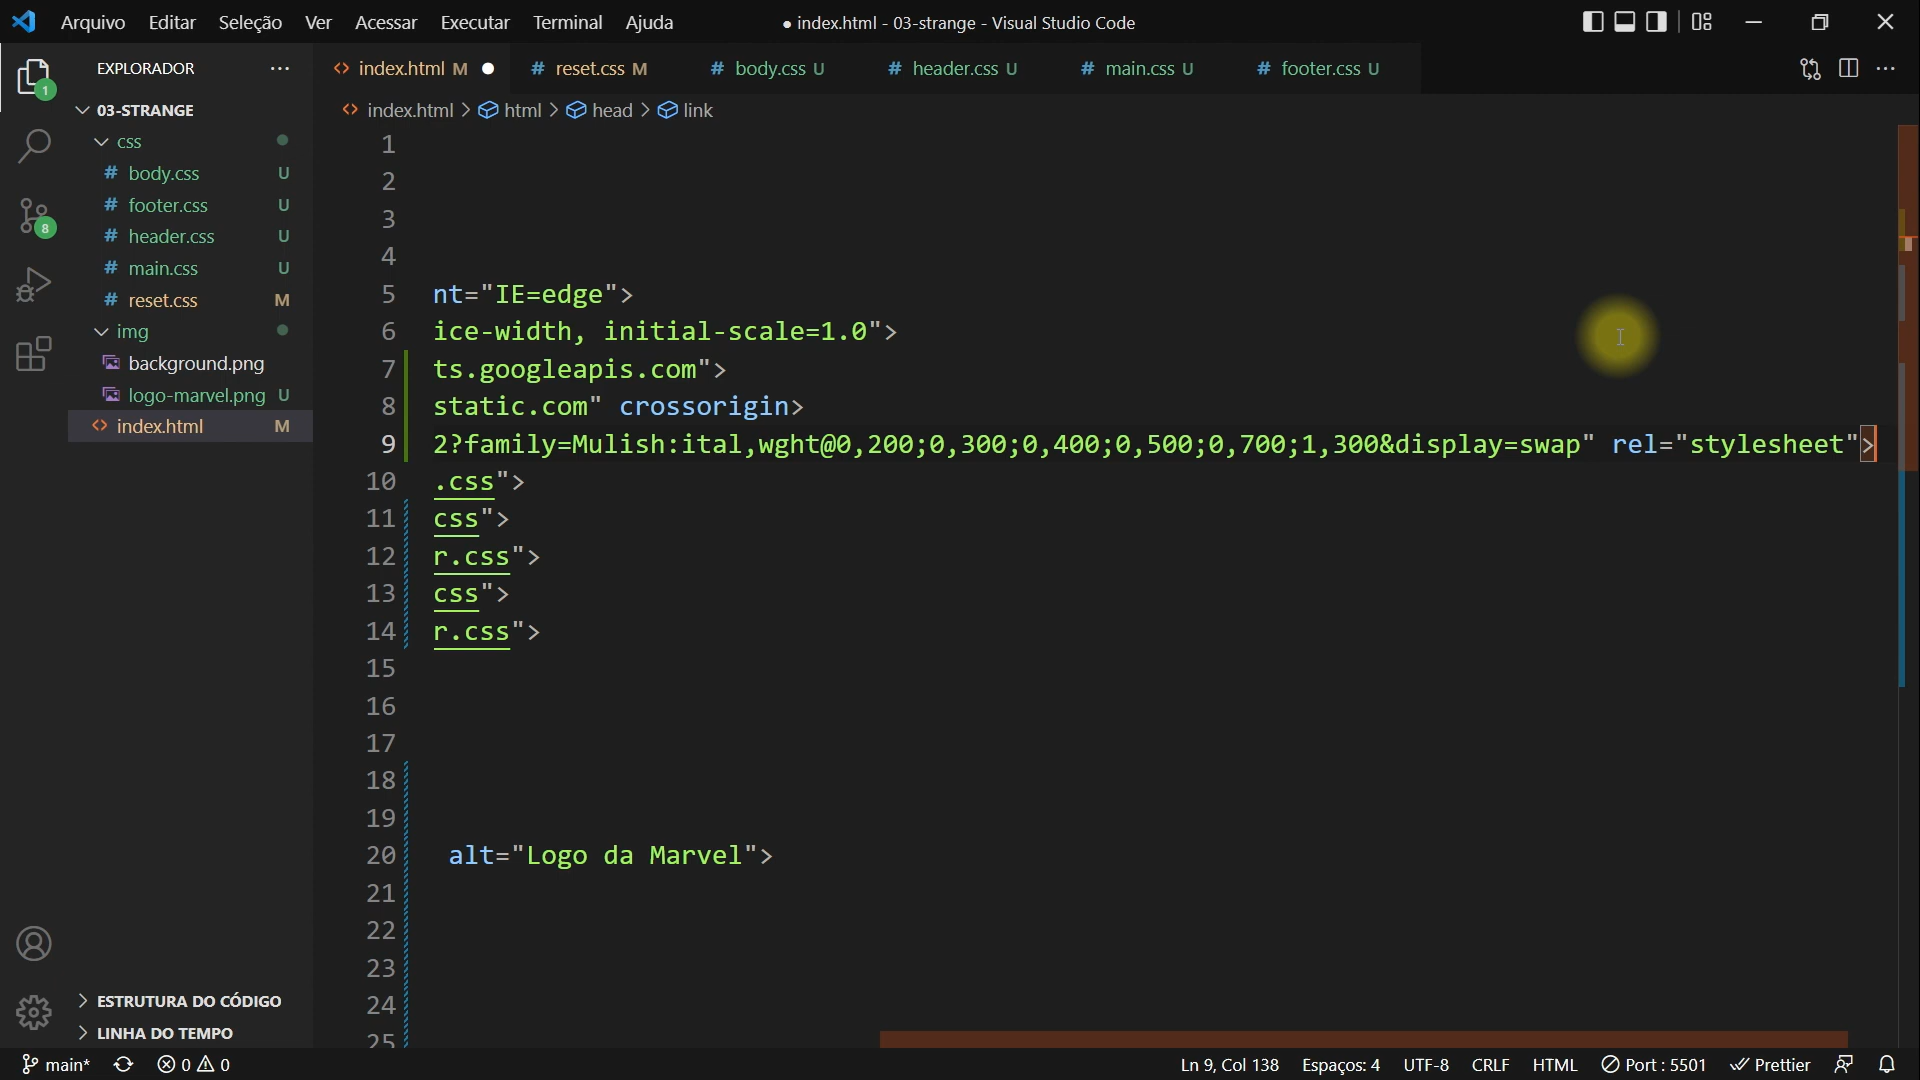 Arquivo Editar Seleção Ver Acessar Executar Terminal Ajuda
● index.html - 03-strange - Visual Studio Code
EXPLORADOR ···
<> index.html M ●
# reset.css M
# body.css U
# header.css U
# main.css U
# footer.css U
<> index.html > html > head > link
1
8
03-STRANGE
css
# body.css U
# footer.css U
# header.css U
# main.css U
# reset.css M
img
background.png
logo-marvel.png U
<> index.html M
ESTRUTURA DO CÓDIGO
LINHA DO TEMPO
1
2
3
4
5 nt="IE=edge">
6 ice-width, initial-scale=1.0">
7 ts.googleapis.com">
8 static.com" crossorigin>
9 2?family=Mulish:ital,wght@0,200;0,300;0,400;0,500;0,700;1,300&display=swap" rel="stylesheet">
10 .css">
11 css">
12 r.css">
13 css">
14 r.css">
15
16
17
18
19
20 alt="Logo da Marvel">
21
22
23
24
25
main* 0 0 Ln 9, Col 138 Espaços: 4 UTF-8 CRLF HTML Port : 5501 Prettier